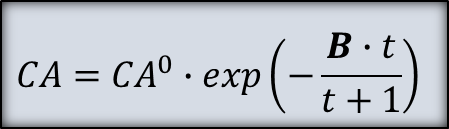 CA = CA⁰ · exp (− B · t / t + 1)